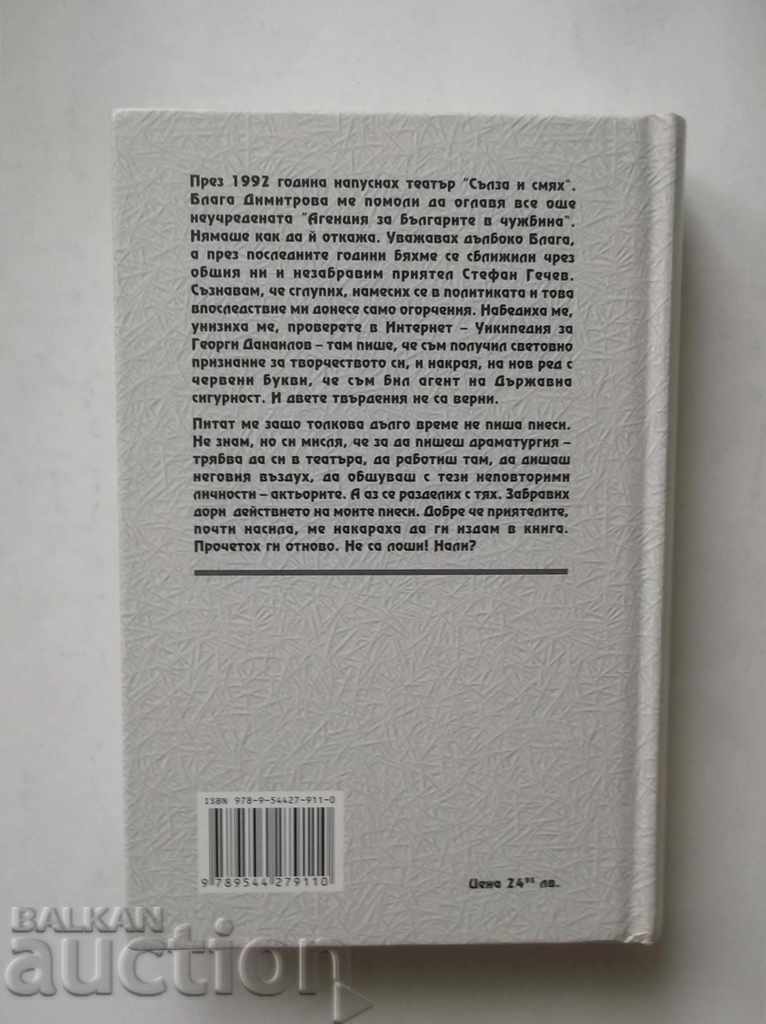 През 1992 година напуснах театър "Сълза и смях".
Блага Димитрова ме помоли да оглавя все още
неучредената "Агенция за българите в чужбина".
Нямаше как да й откажа. Уважавах дълбоко Блага,
а през последните години бяхме се сближили чрез
общия ни и незабравим приятел Стефан Гечев.
Съзнавам, че сглупих, намесих се в политиката и това
впоследствие ми донесе само огорчения. Набедиха ме,
унизиха ме, проверете в Интернет – Уикипедия за
Георги Данаилов – там пише, че съм получил световно
признание за творчеството си, и накрая, на нов ред с
червени букви, че съм бил агент на Държавна
сигурност. И двете твърдения не са верни.
Питат ме защо толкова дълго време не пиша пиеси.
Не знам, но си мисля, че за да пишеш драматургия –
трябва да си в театъра, да работиш там, да дишаш
неговия въздух, да общуваш с тези неповторими
личности – актьорите. А аз се разделих с тях. Забравих
дори действието на моите пиеси. Добре че приятелите,
почти насила, ме накараха да ги издам в книга.
Прочетох ги отново. Не са лоши! Нали?
ISBN 978-9-54427-911-0
9 789544 279110
Цена 24⁹⁵ лв.
BALKAN
auction